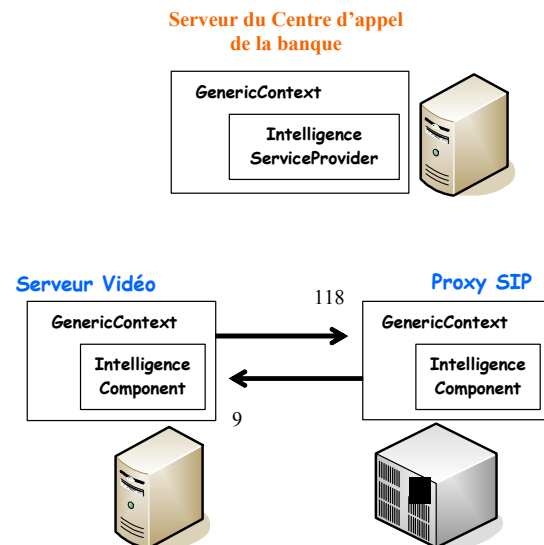 Serveur du Centre d'appel
de la banque
GenericContext
Intelligence
ServiceProvider
Serveur Vidéo
Proxy SIP
118
GenericContext
GenericContext
Intelligence
Component
Intelligence
Component
9